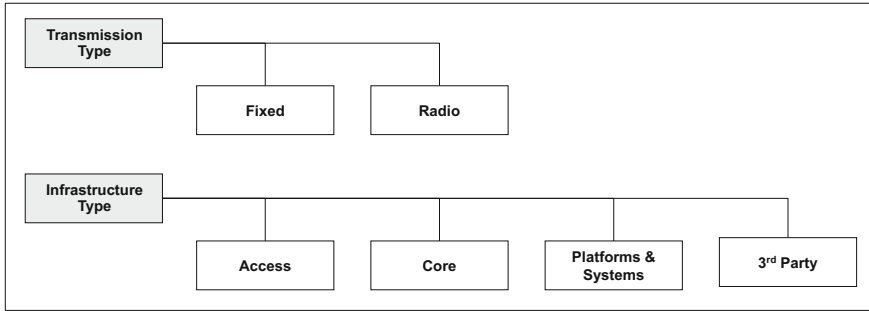 Transmission
Type
Fixed
Radio
Infrastructure
Type
Access
Core
Platforms &
Systems
3rd Party